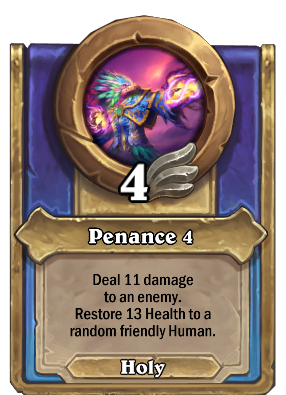 4
Penance 4
Deal 11 damage
to an enemy.
Restore 13 Health to a
random friendly Human.
Holy